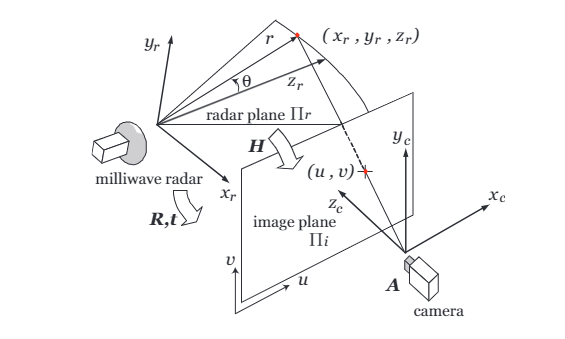 y_r
r
(x_r , y_r , z_r)
θ
z_r
radar plane Πr
H
y_c
milliwave radar
(u , v)
x_r
z_c
x_c
R,t
image plane
Πi
v
u
A
camera